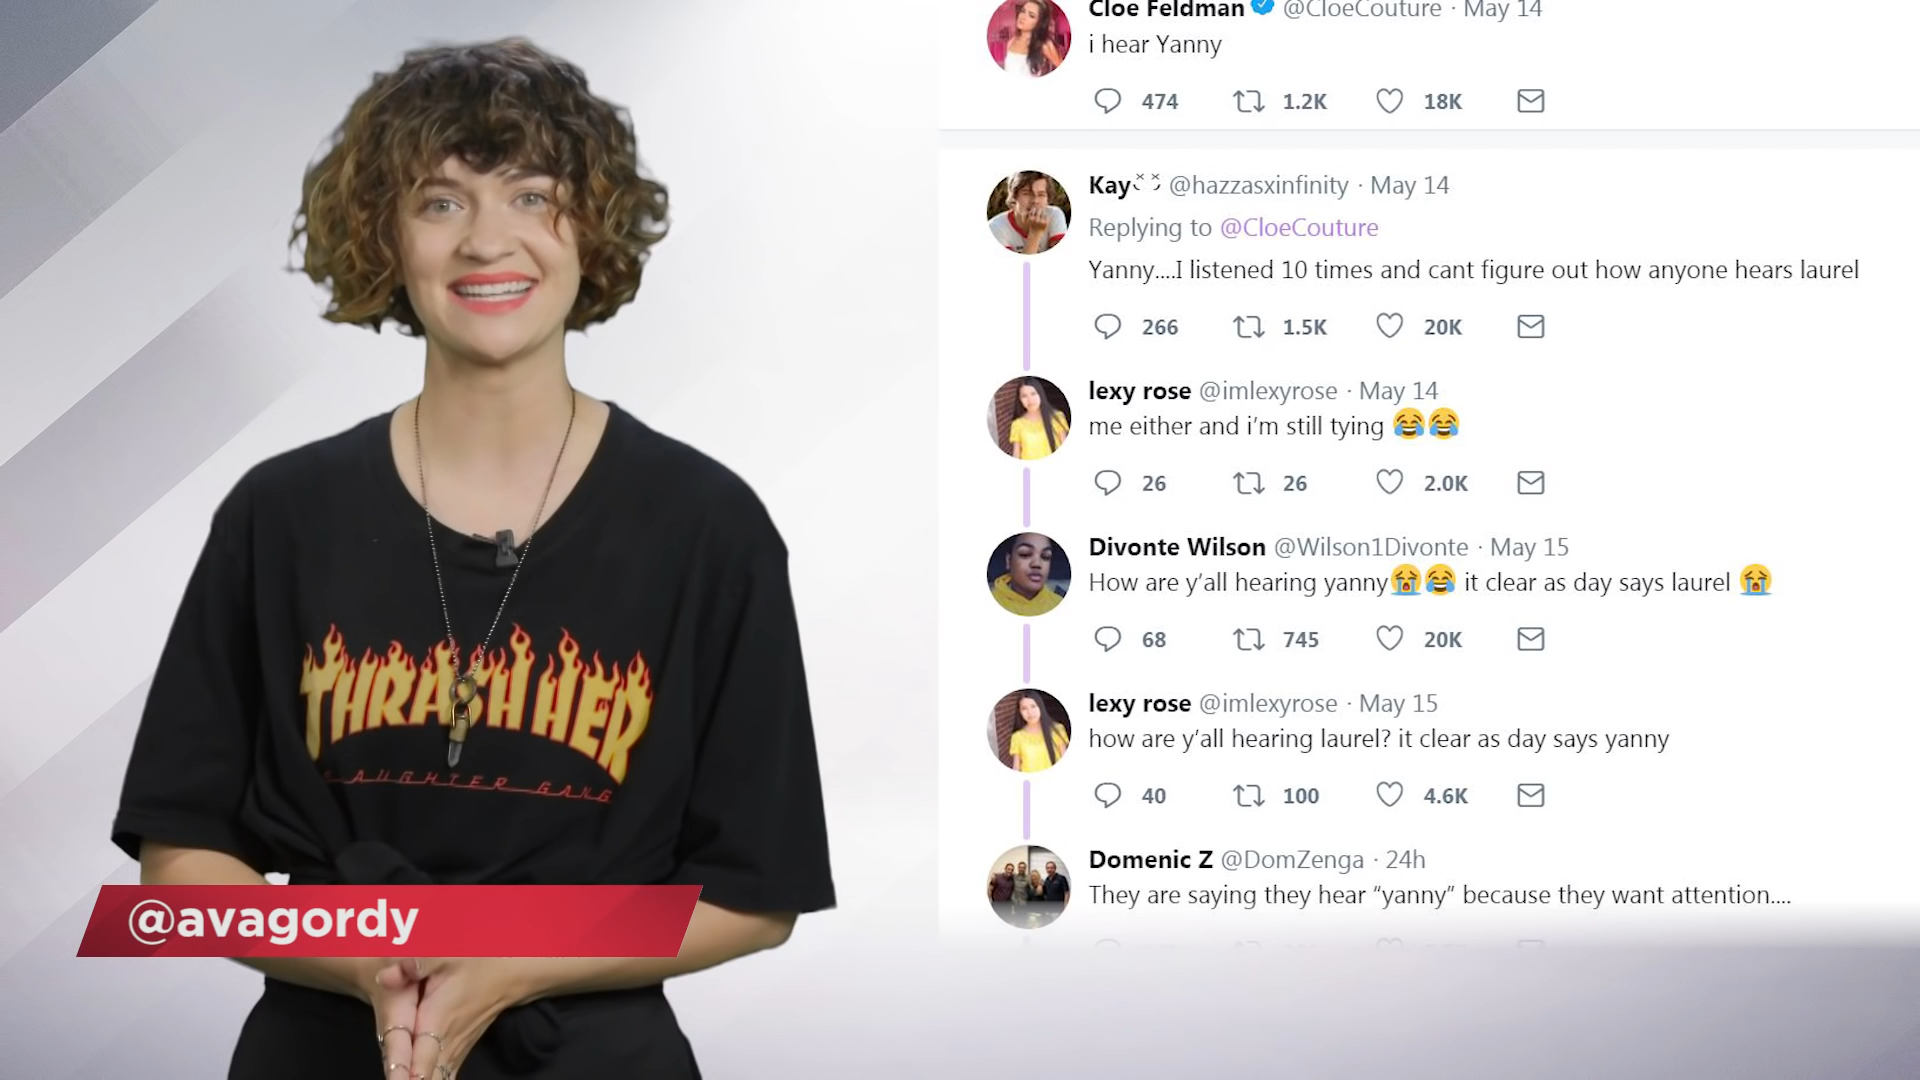 Cloe Feldman @CloeCouture · May 14
i hear Yanny
474 1.2K 18K
Kay @hazzasxinfinity · May 14
Replying to @CloeCouture
Yanny....I listened 10 times and cant figure out how anyone hears laurel
266 1.5K 20K
lexy rose @imlexyrose · May 14
me either and i'm still tying 😂😂
26 26 2.0K
Divonte Wilson @Wilson1Divonte · May 15
How are y'all hearing yanny😭😂 it clear as day says laurel 😭
68 745 20K
lexy rose @imlexyrose · May 15
how are y'all hearing laurel? it clear as day says yanny
40 100 4.6K
Domenic Z @DomZenga · 24h
They are saying they hear “yanny” because they want attention....
THRASHHER
AUGHTER GANG
@avagordy